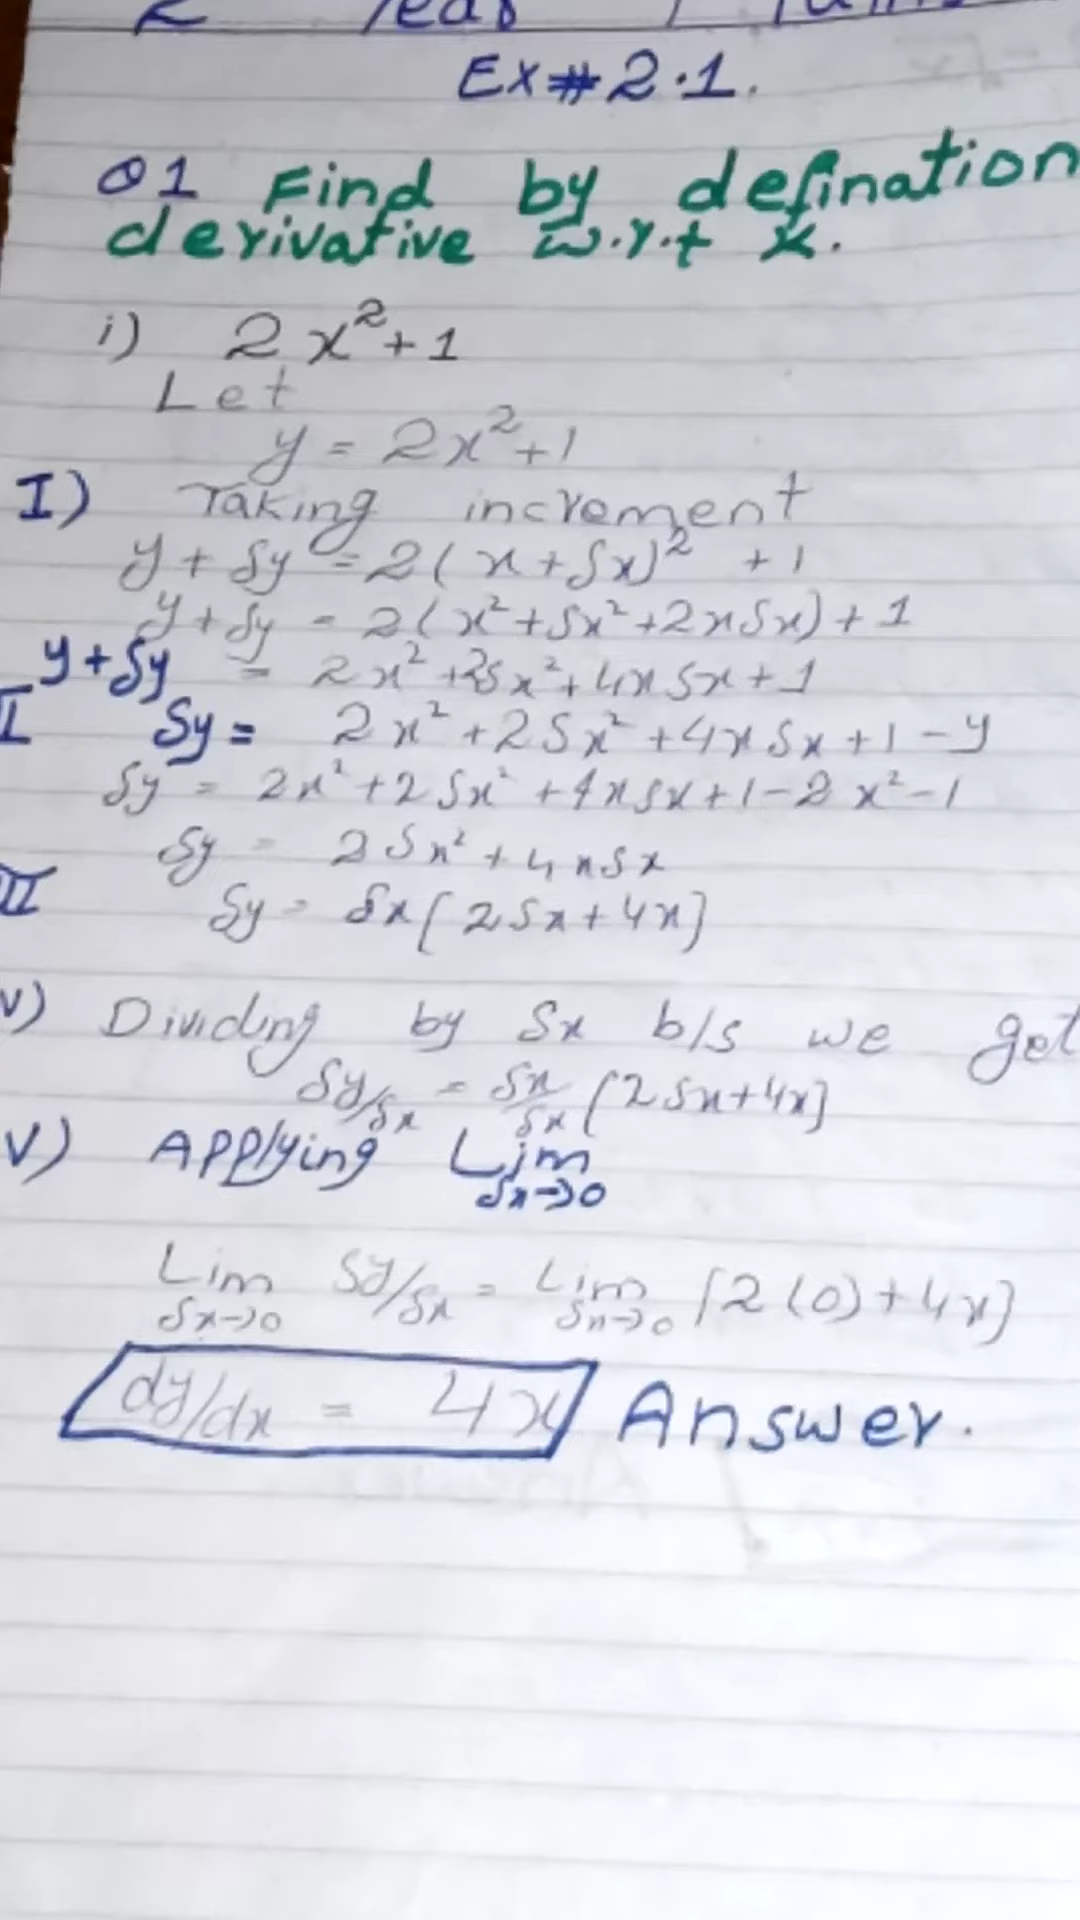 Ex#2.1.
Q1 Find by defination
derivative w.r.t x.
i) 2x²+1
Let
y = 2x²+1
I) Taking increment
y+δy = 2(x+δx)² +1
y+δy = 2(x²+δx²+2xδx)+1
y+δy = 2x²+2δx²+4xδx+1
δy = 2x²+2δx²+4xδx+1-y
δy = 2x²+2δx²+4xδx+1-2x²-1
δy = 2δx²+4xδx
δy = δx[2δx+4x]
V) Dividing by δx b/s we get
δy/δx = δx/δx [2δx+4x]
V) Applying Lim δx→0
Lim δx→0 δy/δx = Lim δx→0 [2(0)+4x]
dy/dx = 4x Answer.